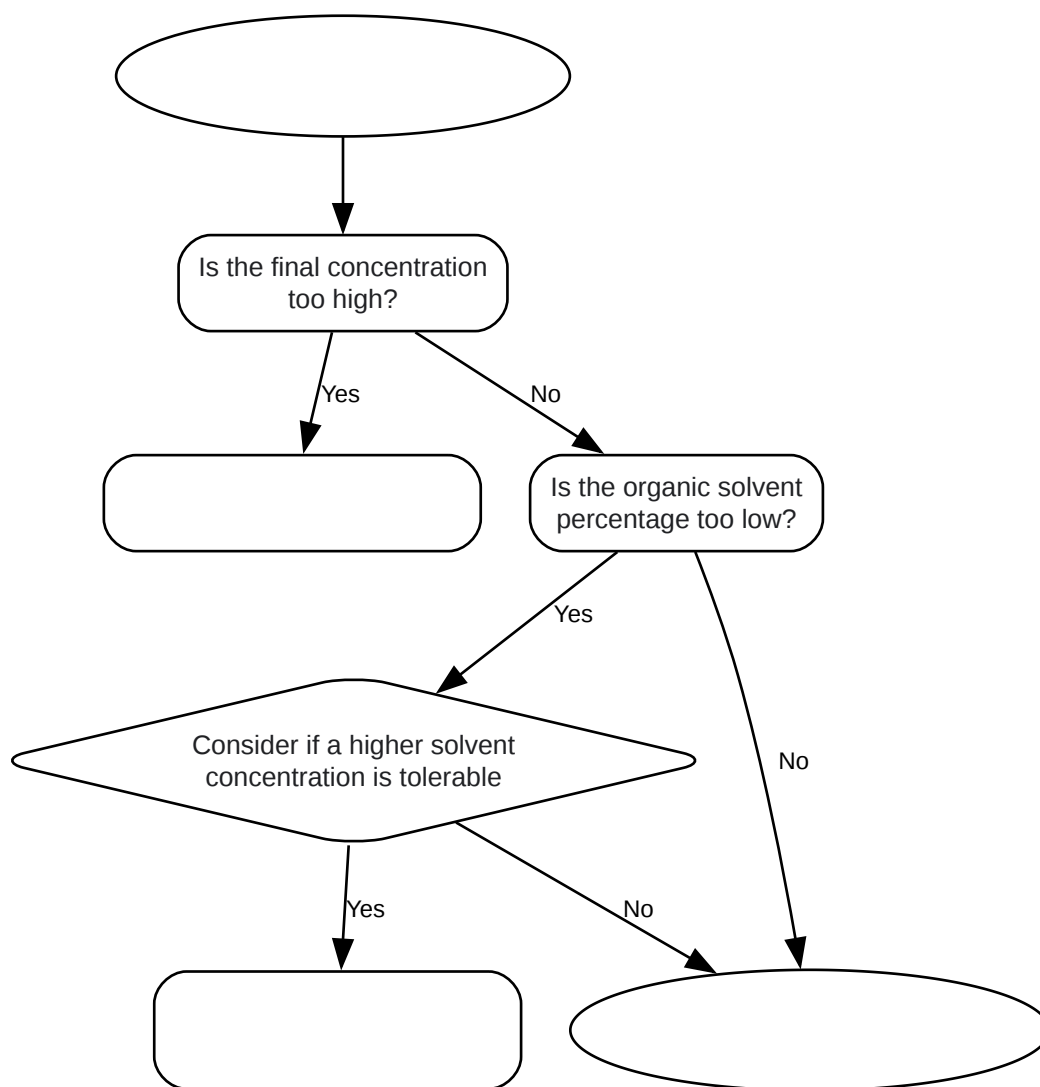 Is the final concentration
too high?
Yes
No
Is the organic solvent
percentage too low?
Yes
Consider if a higher solvent
concentration is tolerable
No
Yes
No